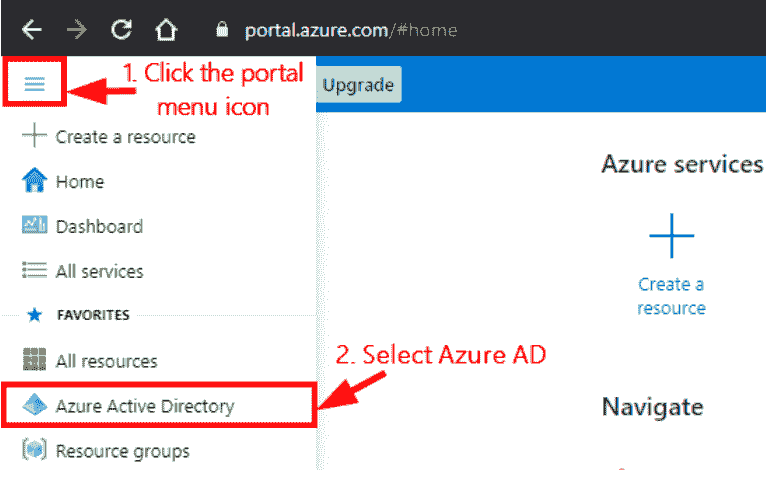 portal.azure.com/#home
1. Click the portal
menu icon
Upgrade
Create a resource
Home
Dashboard
All services
FAVORITES
All resources
Azure Active Directory
Resource groups
Azure services
Create a
resource
2. Select Azure AD
Navigate